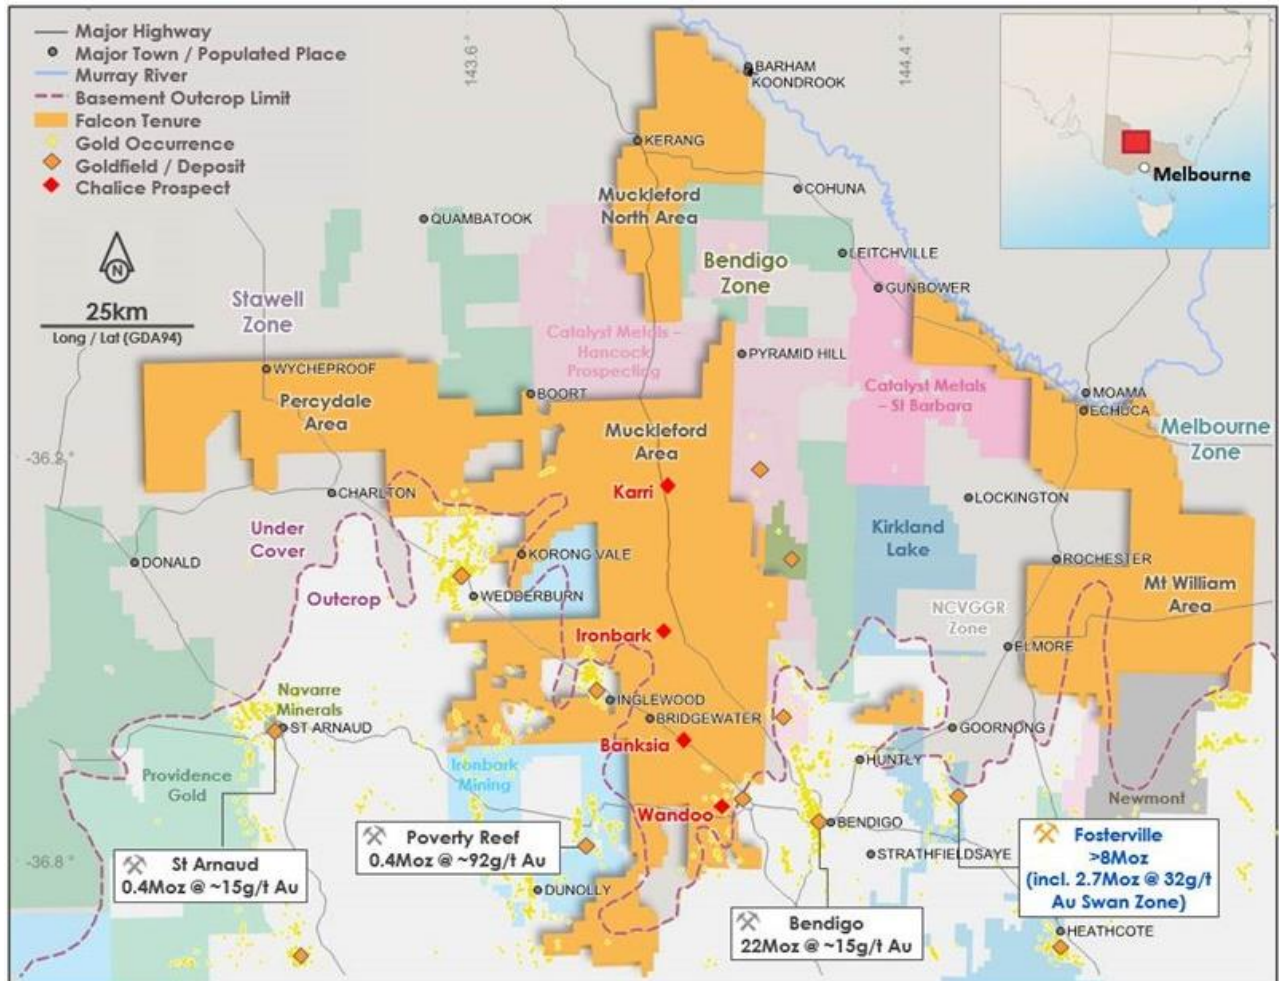 Major Highway
Major Town / Populated Place
Murray River
Basement Outcrop Limit
Falcon Tenure
Gold Occurrence
Goldfield / Deposit
Chalice Prospect
N
25km
Long / Lat (GDA94)
143.6°
144.4°
-36.2°
-36.8°
Melbourne
BARHAM
KOONDROOK
KERANG
COHUNA
Muckleford
North Area
QUAMBATOOK
LEITCHVILLE
Bendigo
Zone
GUNBOWER
Stawell
Zone
Catalyst Metals –
Hancock
Prospecting
PYRAMID HILL
WYCHEPROOF
Catalyst Metals
– St Barbara
BOORT
MOAMA
ECHUCA
Percydale
Area
Muckleford
Area
Melbourne
Zone
Karri
CHARLTON
LOCKINGTON
Under
Cover
Kirkland
Lake
KORONG VALE
DONALD
ROCHESTER
Outcrop
WEDDERBURN
Mt William
Area
NCVGGR
Zone
Ironbark
ELMORE
Navarre
Minerals
INGLEWOOD
BRIDGEWATER
ST ARNAUD
GOORNONG
Banksia
HUNTLY
Providence
Gold
Ironbark
Mining
Newmont
Wandoo
BENDIGO
STRATHFIELDSAYE
St Arnaud
0.4Moz @ ~15g/t Au
Poverty Reef
0.4Moz @ ~92g/t Au
Fosterville
>8Moz
(incl. 2.7Moz @ 32g/t
Au Swan Zone)
DUNOLLY
Bendigo
22Moz @ ~15g/t Au
HEATHCOTE